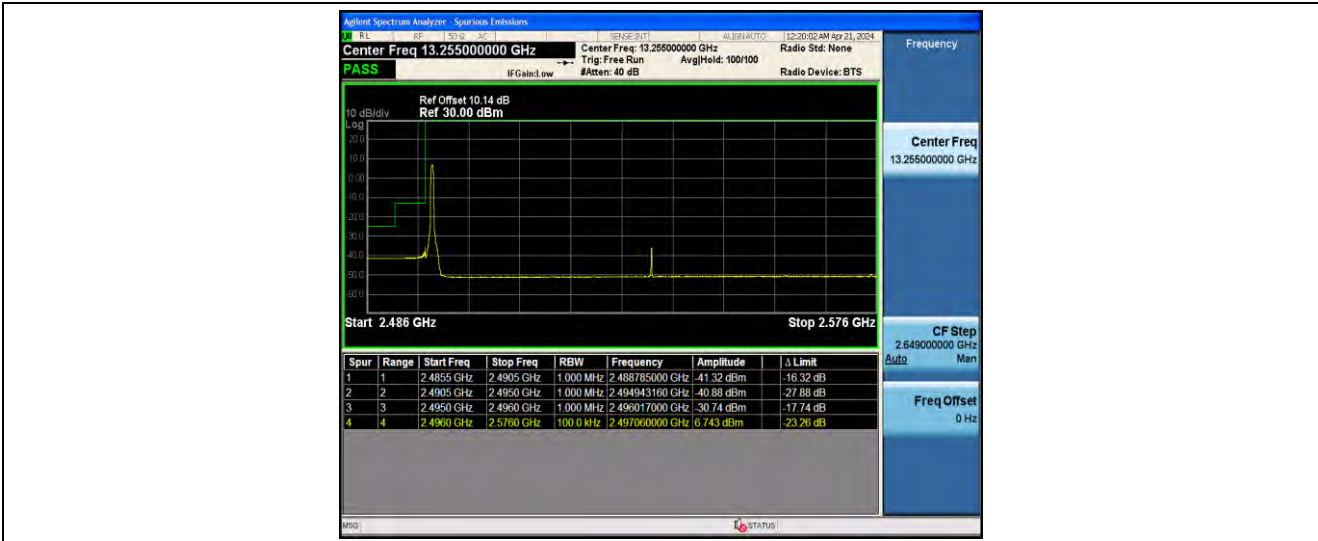 Agilent Spectrum Analyzer - Spurious Emissions
RL RF 50 Ω AC SENSE:INT ALIGNAUTO 12:20:02 AM Apr 21, 2024
Center Freq 13.255000000 GHz Center Freq: 13.255000000 GHz Radio Std: None
Trig: Free Run Avg|Hold: 100/100
PASS IFGain:Low #Atten: 40 dB Radio Device: BTS
Frequency
Ref Offset 10.14 dB
10 dB/div Ref 30.00 dBm
Log
20.0
10.0
0.00
-10.0
-20.0
-30.0
-40.0
-50.0
-60.0
Start 2.486 GHz Stop 2.576 GHz
Center Freq
13.255000000 GHz
CF Step
2.649000000 GHz
Auto Man
Freq Offset
0 Hz
Spur Range Start Freq Stop Freq RBW Frequency Amplitude Δ Limit
1 1 2.4855 GHz 2.4905 GHz 1.000 MHz 2.488785000 GHz -41.32 dBm -16.32 dB
2 2 2.4905 GHz 2.4950 GHz 1.000 MHz 2.494943160 GHz -40.88 dBm -27.88 dB
3 3 2.4950 GHz 2.4960 GHz 1.000 MHz 2.496017000 GHz -30.74 dBm -17.74 dB
4 4 2.4960 GHz 2.5760 GHz 100.0 kHz 2.497060000 GHz 6.743 dBm -23.26 dB
MSG STATUS